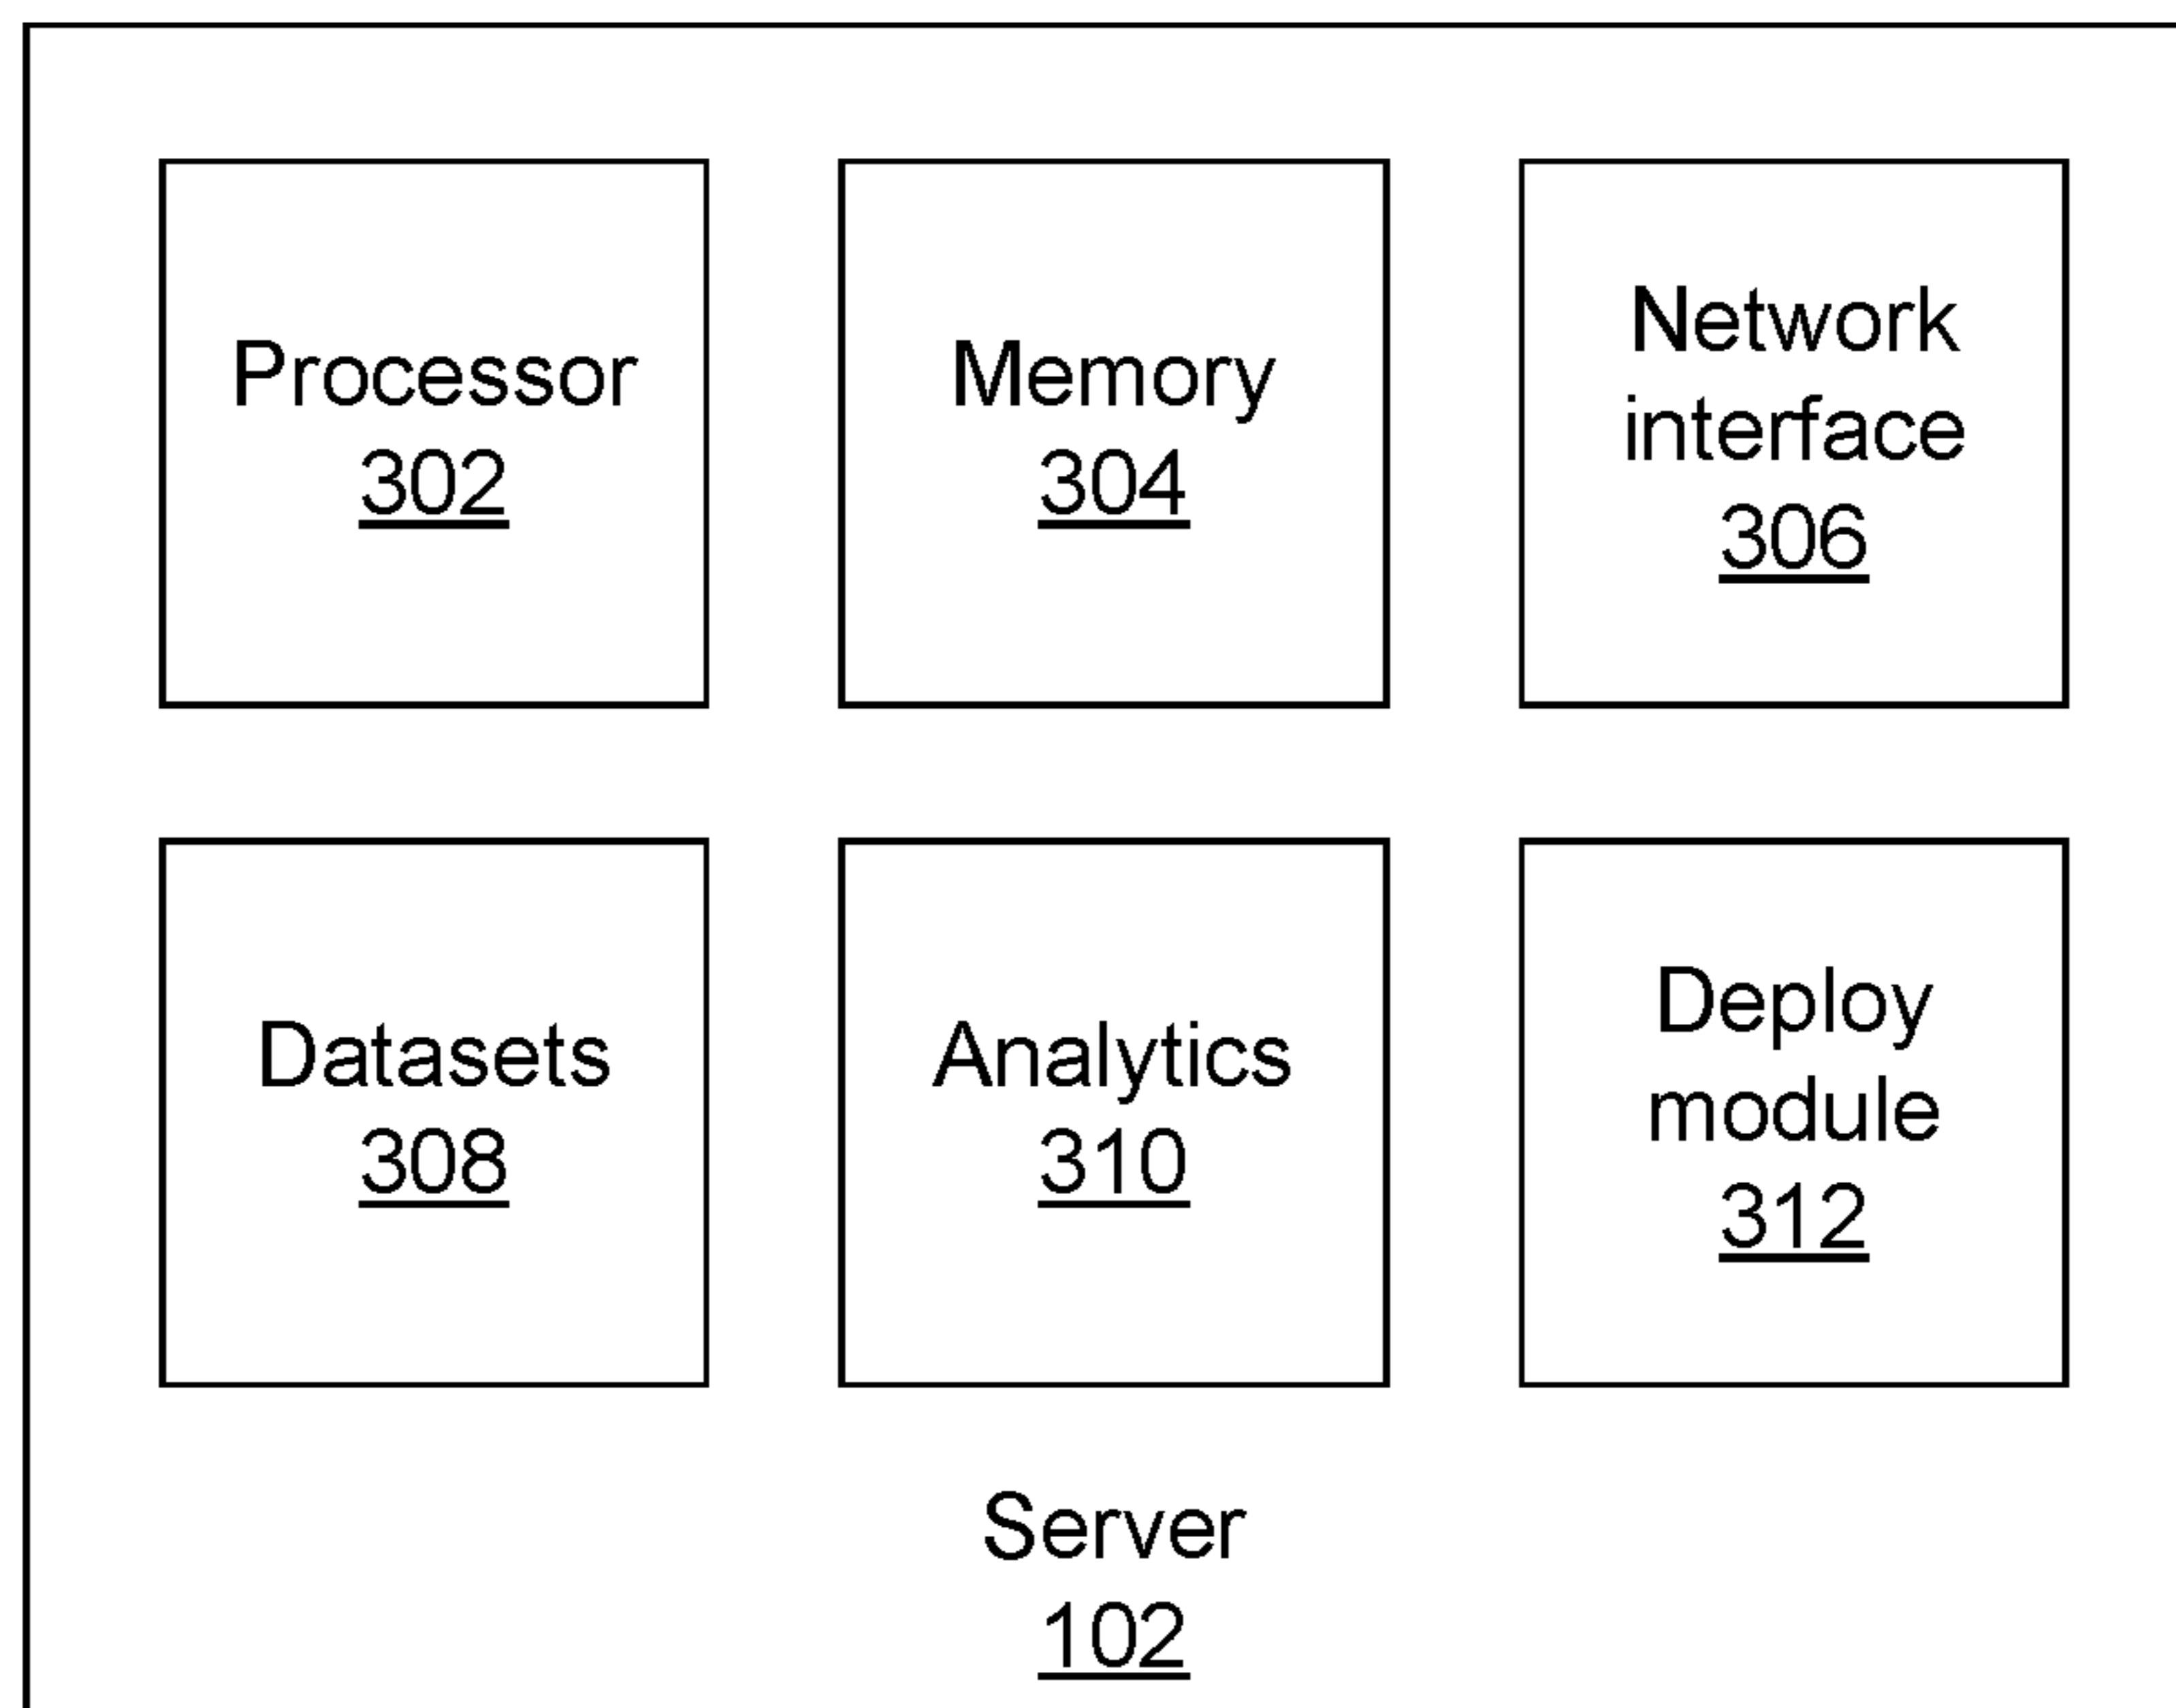 Processor
302
Memory
304
Network
interface
306
Datasets
308
Analytics
310
Deploy
module
312
Server
102